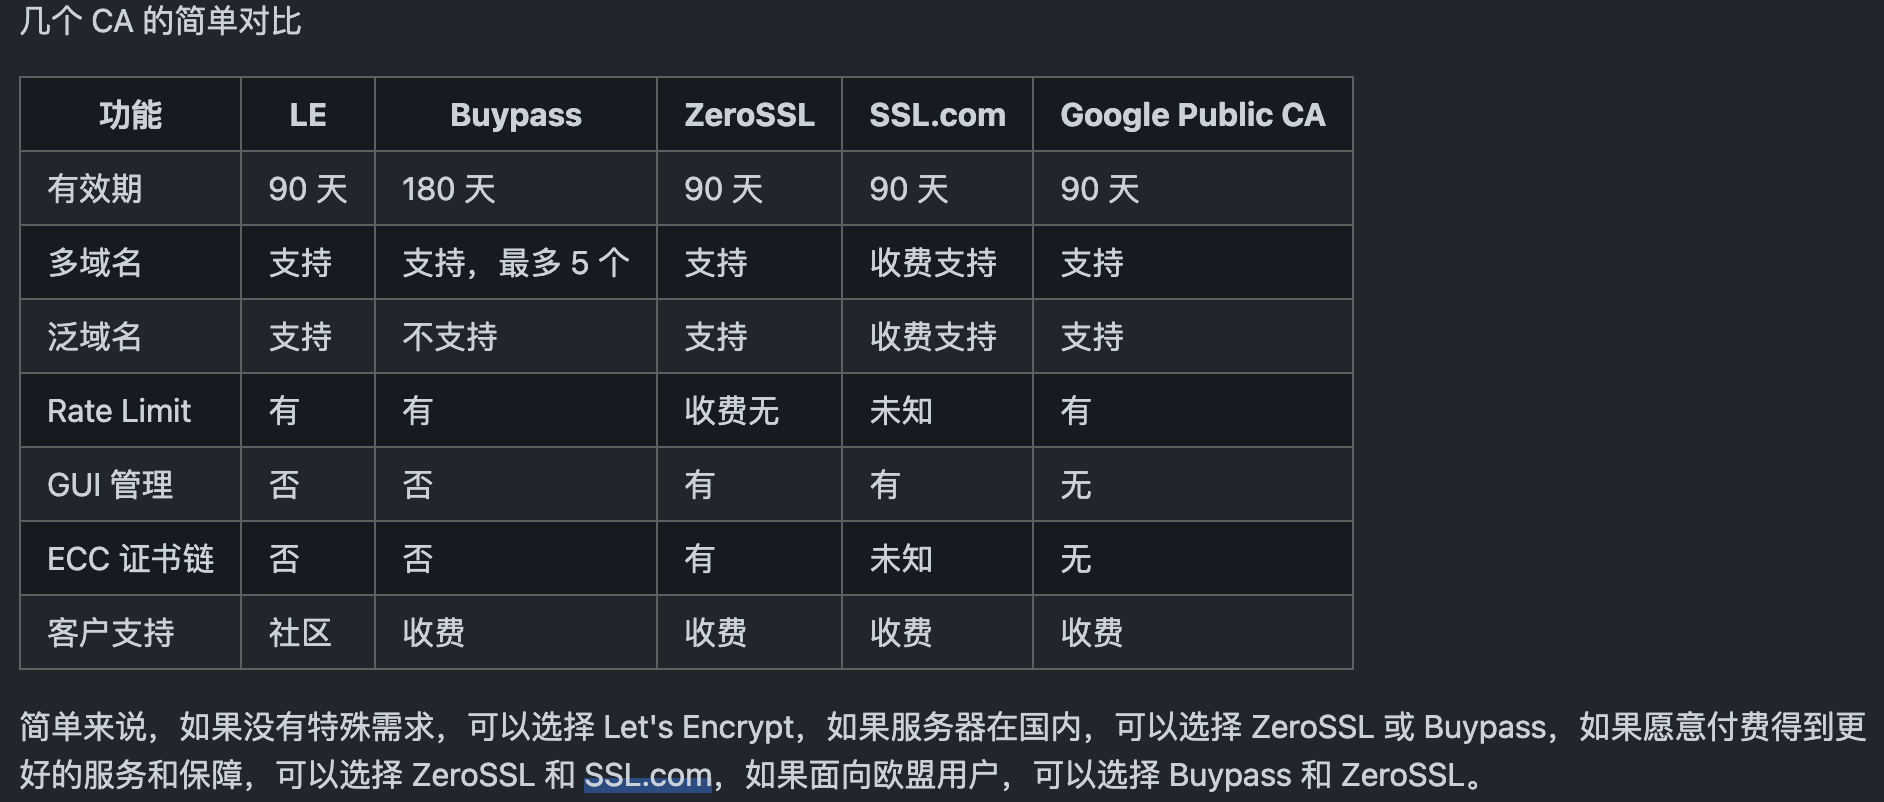 几个 CA 的简单对比
功能 LE Buypass ZeroSSL SSL.com Google Public CA
有效期 90 天 180 天 90 天 90 天 90 天
多域名 支持 支持，最多 5 个 支持 收费支持 支持
泛域名 支持 不支持 支持 收费支持 支持
Rate Limit 有 有 收费无 未知 有
GUI 管理 否 否 有 有 无
ECC 证书链 否 否 有 未知 无
客户支持 社区 收费 收费 收费 收费
简单来说，如果没有特殊需求，可以选择 Let's Encrypt，如果服务器在国内，可以选择 ZeroSSL 或 Buypass，如果愿意付费得到更
好的服务和保障，可以选择 ZeroSSL 和 SSL.com，如果面向欧盟用户，可以选择 Buypass 和 ZeroSSL。